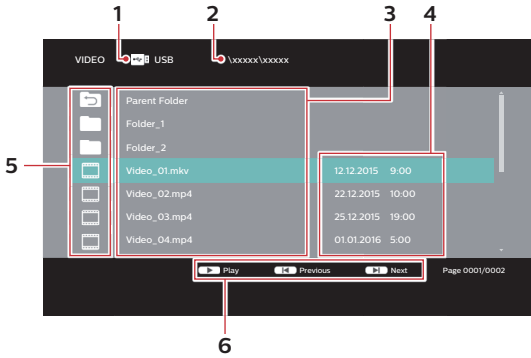 1 2 3 4
VIDEO USB \xxxxx\xxxxx
Parent Folder
Folder_1
Folder_2
5
Video_01.mkv 12.12.2015 9:00
Video_02.mp4 22.12.2015 10:00
Video_03.mp4 25.12.2015 19:00
Video_04.mp4 01.01.2016 5:00
Play Previous Next Page 0001/0002
6